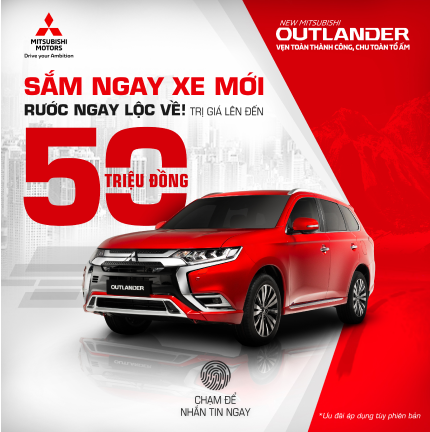 MITSUBISHI
MOTORS
Drive your Ambition
NEW MITSUBISHI
OUTLANDER
VẸN TOÀN THÀNH CÔNG, CHU TOÀN TỔ ẤM
SẮM NGAY XE MỚI
RƯỚC NGAY LỘC VỀ! TRỊ GIÁ LÊN ĐẾN
50
TRIỆU ĐỒNG
OUTLANDER
CHẠM ĐỂ
NHẮN TIN NGAY
*Ưu đãi áp dụng tùy phiên bản